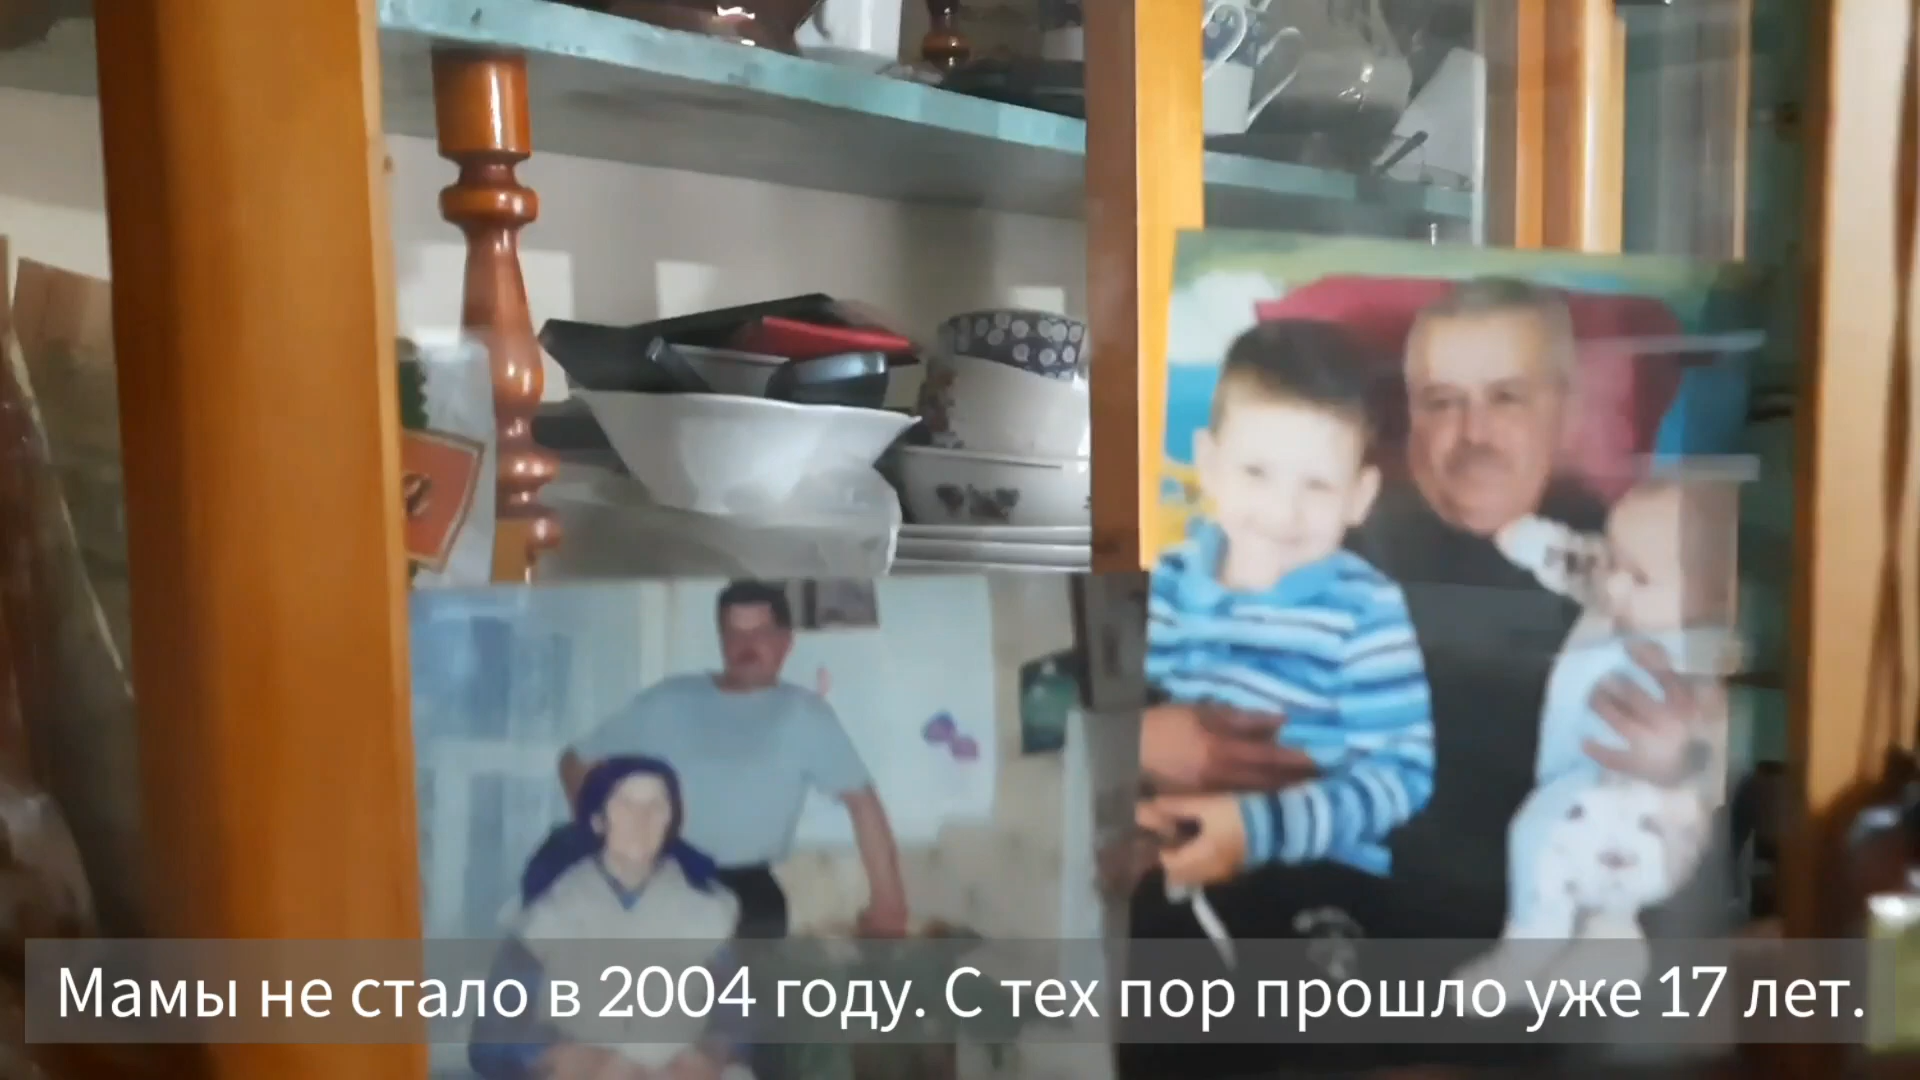 Мамы не стало в 2004 году. С тех пор прошло уже 17 лет.